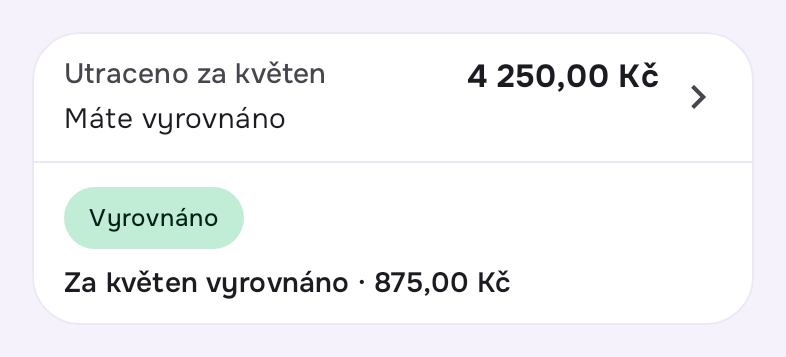 Utraceno za květen
4 250,00 Kč
Máte vyrovnáno
Vyrovnáno
Za květen vyrovnáno · 875,00 Kč